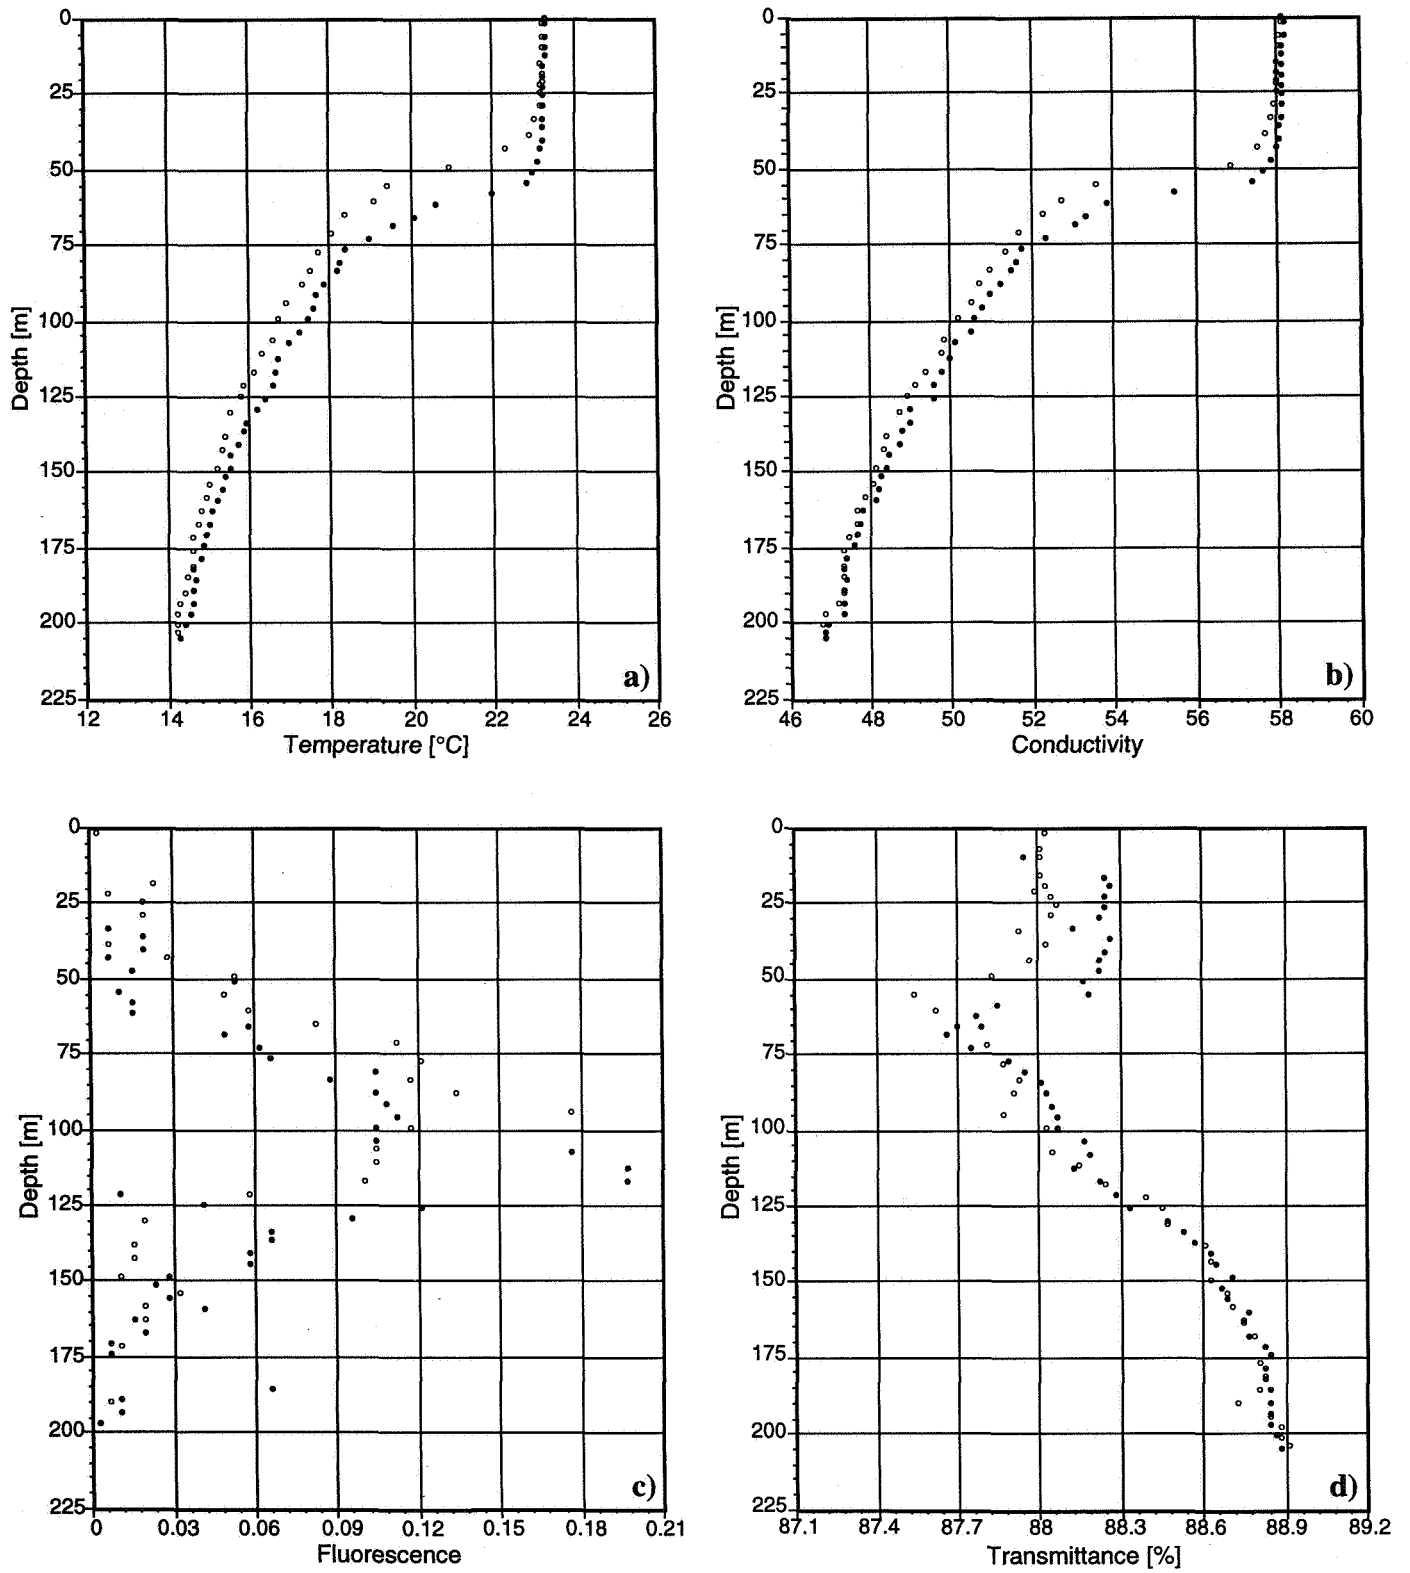 0
25
50
75
100
125
150
175
200
225
Depth [m]
12 14 16 18 20 22 24 26
Temperature [°C]
a)
0
25
50
75
100
125
150
175
200
225
Depth [m]
46 48 50 52 54 56 58 60
Conductivity
b)
0
25
50
75
100
125
150
175
200
225
Depth [m]
0 0.03 0.06 0.09 0.12 0.15 0.18 0.21
Fluorescence
c)
0
25
50
75
100
125
150
175
200
225
Depth [m]
87.1 87.4 87.7 88 88.3 88.6 88.9 89.2
Transmittance [%]
d)